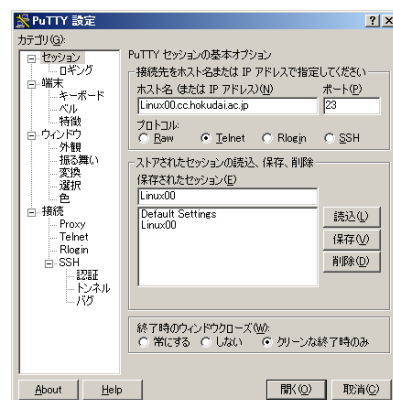 PuTTY 設定
カテゴリ(G):
セッション
ロギング
端末
キーボード
ベル
特徴
ウィンドウ
外観
振る舞い
変換
選択
色
接続
Proxy
Telnet
Rlogin
SSH
認証
トンネル
バグ
PuTTY セッションの基本オプション
接続先をホスト名または IP アドレスで指定してください
ホスト名 (または IP アドレス)(N) ポート(P)
Linux00.cc.hokudai.ac.jp 23
プロトコル:
Raw Telnet Rlogin SSH
ストアされたセッションの読込、保存、削除
保存されたセッション(E)
Linux00
Default Settings
Linux00
読込(L)
保存(V)
削除(D)
終了時のウィンドウクローズ(W):
常にする しない クリーンな終了時のみ
About Help 開く(O) 取消(C)